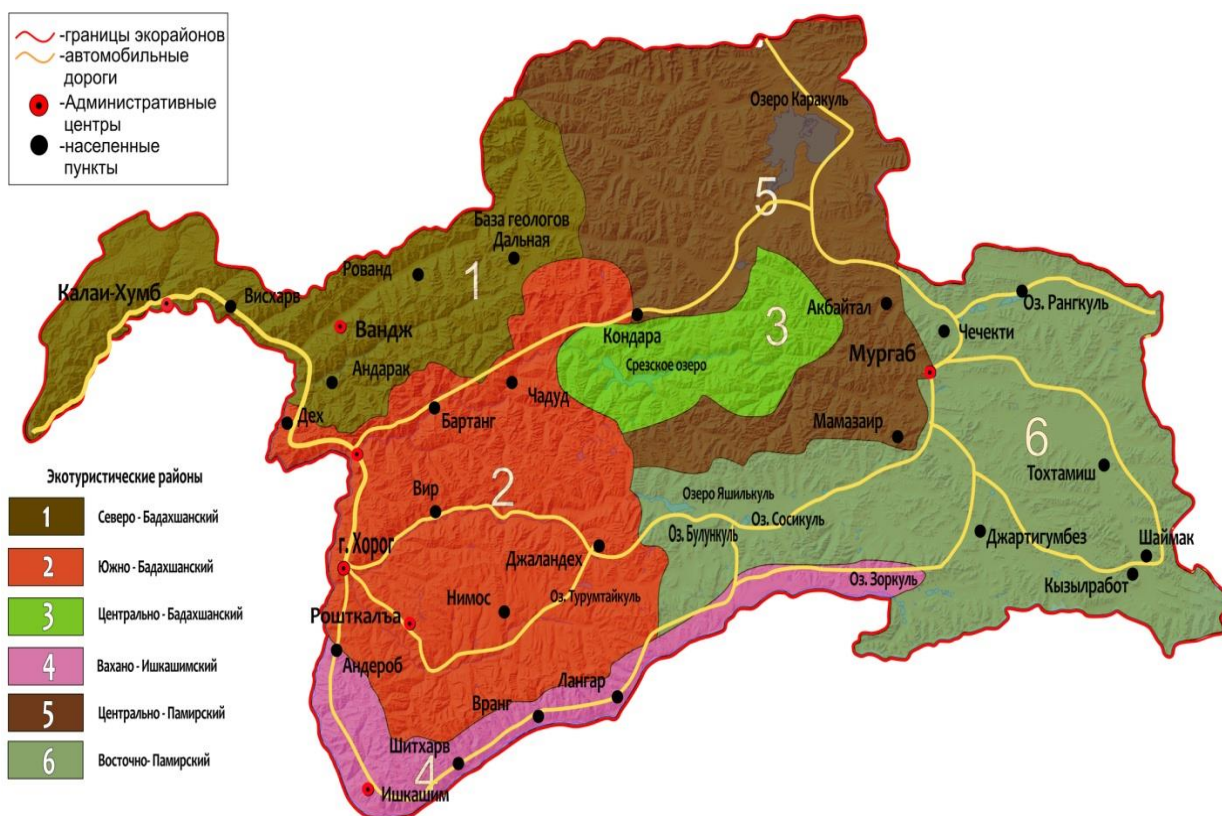 -границы экорайонов
-автомобильные
дороги
-Административные
центры
-населенные
пункты
Озеро Каракуль
5
База геологов
Дальная
Рованд
1
Калаи-Хумб
Висхарв
Вандж
Андарак
Дех
Кондара
3
Срезское озеро
Акбайтал
Мургаб
Оз. Рангкуль
Чечекти
Чадуд
Бартанг
Мамазаир
6
Тохтамиш
2
Вир
Озеро Яшилькуль
Оз. Сосикуль
Оз. Булункуль
г. Хорог
Джаландех
Джартигумбез
Шаймак
Кызылработ
Оз. Зоркуль
Оз. Турумтайкуль
Нимос
Рошткалъа
Андероб
Лангар
Вранг
Шитхарв
4
Ишкашим
Экотуристические районы
1 Северо - Бадахшанский
2 Южно - Бадахшанский
3 Центрально - Бадахшанский
4 Вахано - Ишкашимский
5 Центрально - Памирский
6 Восточно- Памирский